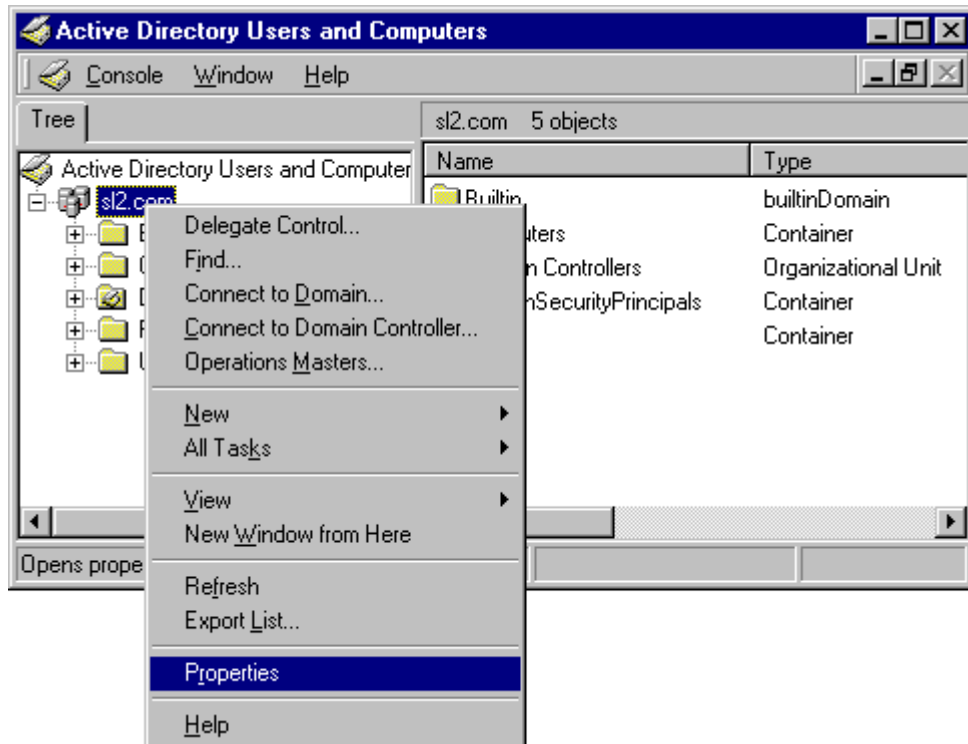 Active Directory Users and Computers
Console Window Help
Tree
sl2.com 5 objects
Active Directory Users and Computer
Name Type
sl2.com
Builtin builtinDomain
Container
n Controllers Organizational Unit
nSecurityPrincipals Container
Container
Delegate Control...
Find...
Connect to Domain...
Connect to Domain Controller...
Operations Masters...
New
All Tasks
View
New Window from Here
Refresh
Export List...
Properties
Help
Opens prope